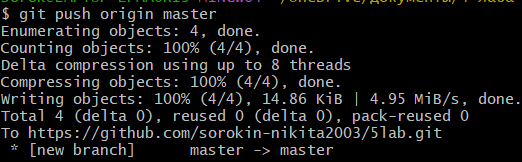 $ git push origin master
Enumerating objects: 4, done.
Counting objects: 100% (4/4), done.
Delta compression using up to 8 threads
Compressing objects: 100% (4/4), done.
Writing objects: 100% (4/4), 14.86 KiB | 4.95 MiB/s, done.
Total 4 (delta 0), reused 0 (delta 0), pack-reused 0
To https://github.com/sorokin-nikita2003/5lab.git
 * [new branch]      master -> master